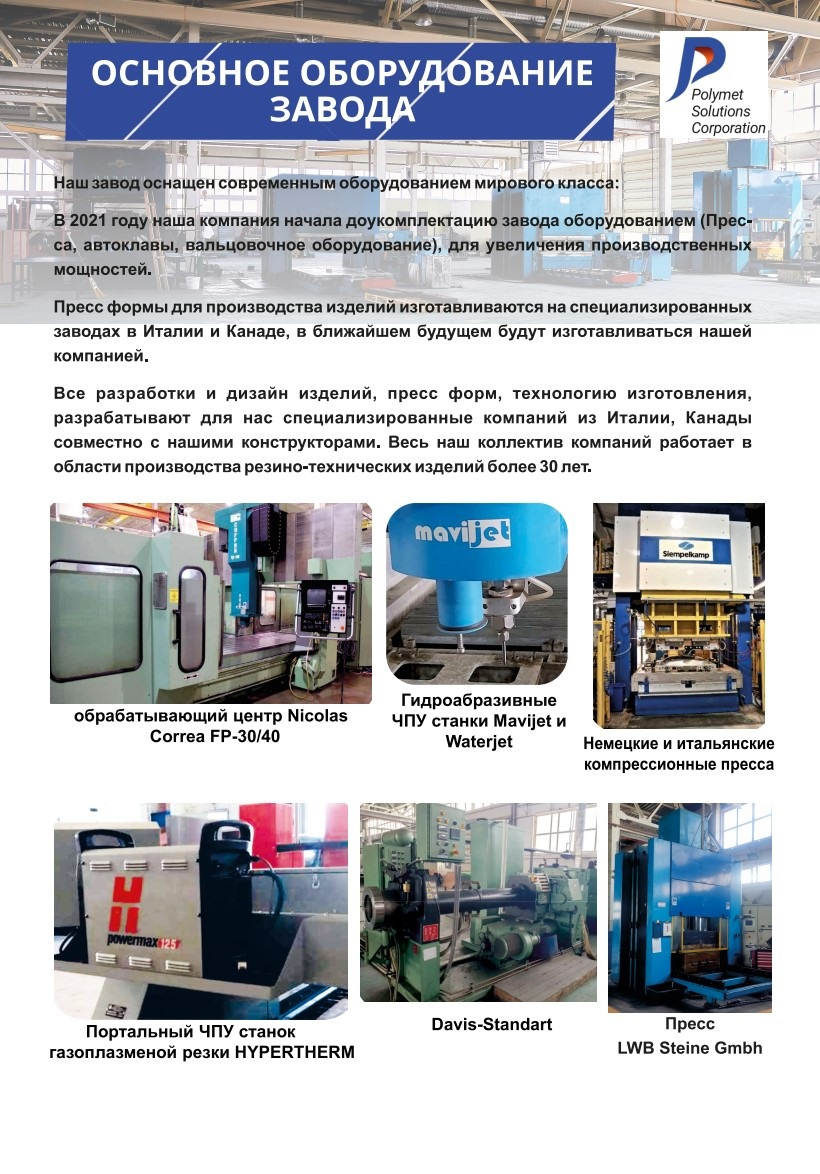 ОСНОВНОЕ ОБОРУДОВАНИЕ
ЗАВОДА
Polymet
Solutions
Corporation
Наш завод оснащен современным оборудованием мирового класса:
В 2021 году наша компания начала доукомплектацию завода оборудованием (Прес-
са, автоклавы, вальцовочное оборудование), для увеличения производственных
мощностей.
Пресс формы для производства изделий изготавливаются на специализированных
заводах в Италии и Канаде, в ближайшем будущем будут изготавливаться нашей
компанией.
Все разработки и дизайн изделий, пресс форм, технологию изготовления,
разрабатывают для нас специализированные компаний из Италии, Канады
совместно с нашими конструкторами. Весь наш коллектив компаний работает в
области производства резино-технических изделий более 30 лет.
CORREA
mavijet
Siempelkamp
обрабатывающий центр Nicolas
Correa FP-30/40
Гидроабразивные
ЧПУ станки Mavijet и
Waterjet
Немецкие и итальянские
компрессионные пресса
powermax125
Портальный ЧПУ станок
газоплазменой резки HYPERTHERM
Davis-Standart
Пресс
LWB Steine Gmbh